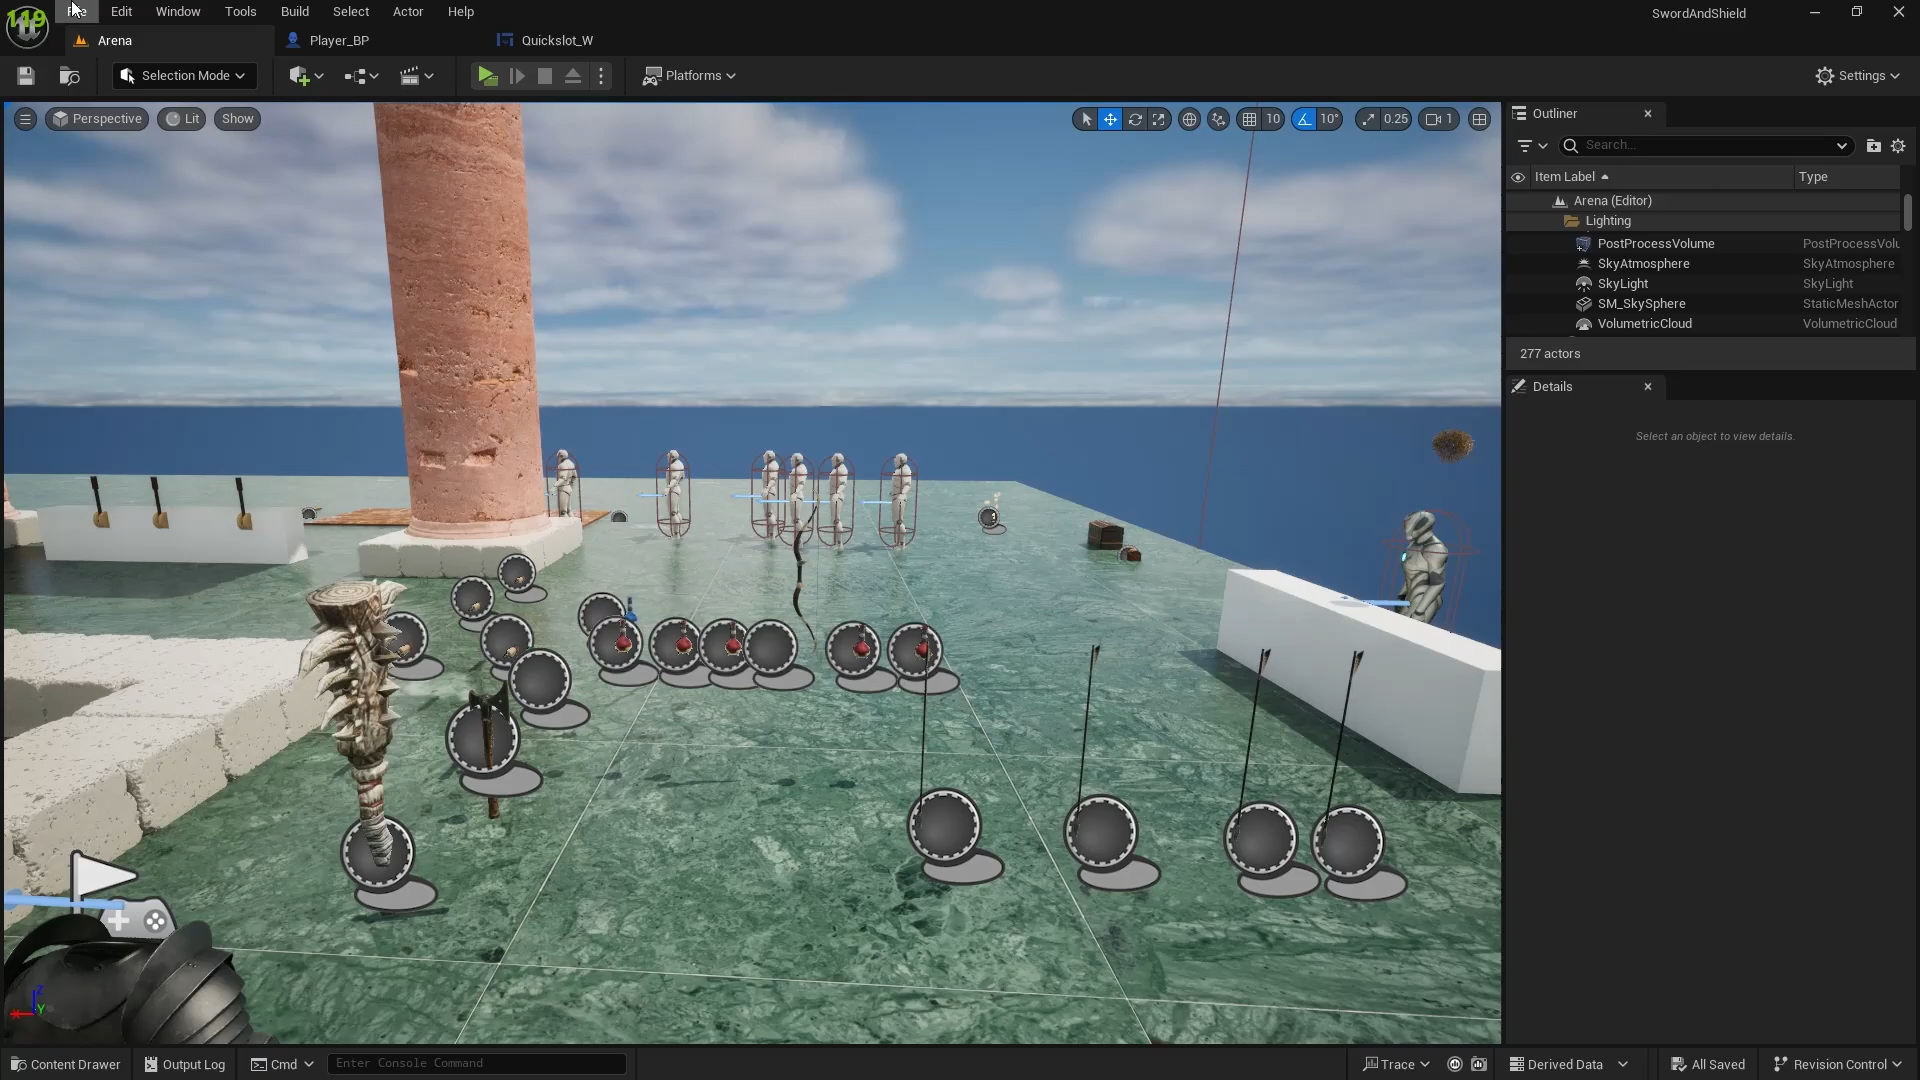 119
File Edit Window Tools Build Select Actor Help
SwordAndShield
Arena
Player_BP
Quickslot_W
Selection Mode
Platforms
Settings
Perspective
Lit
Show
10
10°
0.25
1
Outliner
Search...
Item Label
Type
Arena (Editor)
Lighting
PostProcessVolume PostProcessVolu
SkyAtmosphere SkyAtmosphere
SkyLight SkyLight
SM_SkySphere StaticMeshActor
VolumetricCloud VolumetricCloud
277 actors
Details
Select an object to view details.
Z
Y
X
Content Drawer
Output Log
Cmd
Enter Console Command
Trace
Derived Data
All Saved
Revision Control